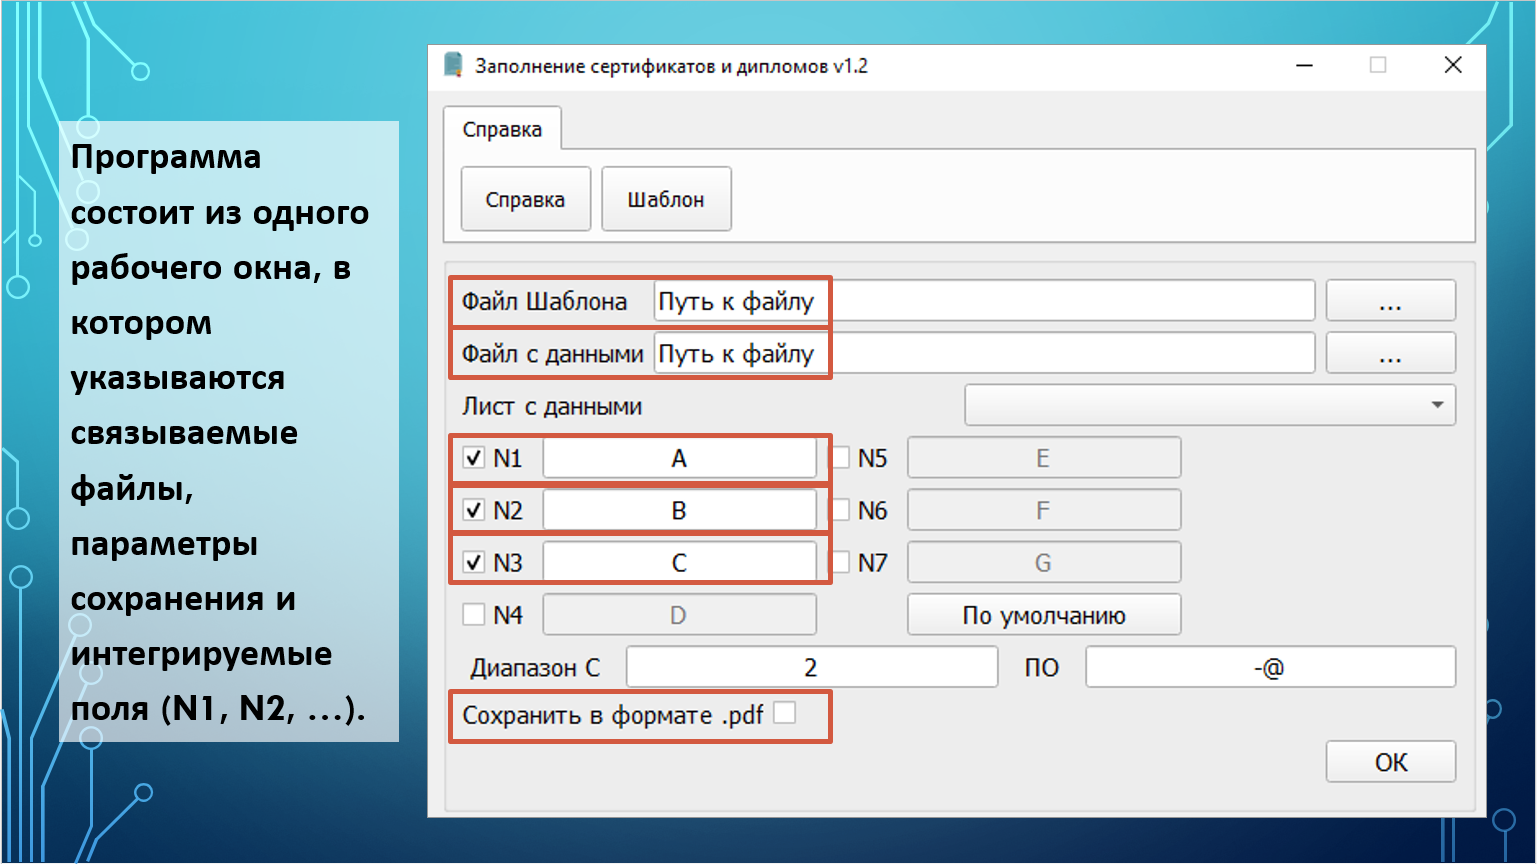 Программа
состоит из одного
рабочего окна, в
котором
указываются
связываемые
файлы,
параметры
сохранения и
интегрируемые
поля (N1, N2, ...).
Заполнение сертификатов и дипломов v1.2
Справка
Справка Шаблон
Файл Шаблона Путь к файлу ...
Файл с данными Путь к файлу ...
Лист с данными
N1 A N5 E
N2 B N6 F
N3 C N7 G
N4 D По умолчанию
Диапазон С 2 ПО -@
Сохранить в формате .pdf
ОК